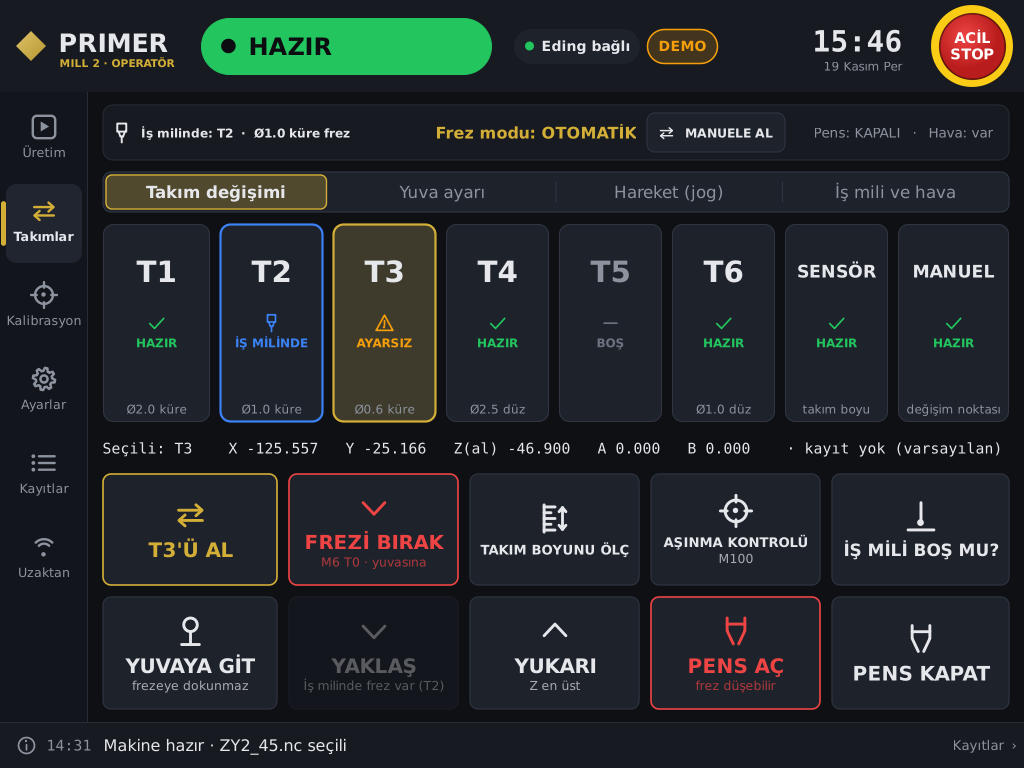 PRIMER
MILL 2 · OPERATÖR
HAZIR
Eding bağlı
DEMO
15:46
19 Kasım Per
ACİL
STOP
Üretim
Takımlar
Kalibrasyon
Ayarlar
Kayıtlar
Uzaktan
İş milinde: T2 · Ø1.0 küre frez
Frez modu: OTOMATİK
MANUELE AL
Pens: KAPALI · Hava: var
Takım değişimi
Yuva ayarı
Hareket (jog)
İş mili ve hava
T1
HAZIR
Ø2.0 küre
T2
İŞ MİLİNDE
Ø1.0 küre
T3
AYARSIZ
Ø0.6 küre
T4
HAZIR
Ø2.5 düz
T5
BOŞ
T6
HAZIR
Ø1.0 düz
SENSÖR
HAZIR
takım boyu
MANUEL
HAZIR
değişim noktası
Seçili: T3 X -125.557 Y -25.166 Z(al) -46.900 A 0.000 B 0.000 · kayıt yok (varsayılan)
T3'Ü AL
FREZİ BIRAK
M6 T0 · yuvasına
TAKIM BOYUNU ÖLÇ
AŞINMA KONTROLÜ
M100
İŞ MİLİ BOŞ MU?
YUVAYA GİT
frezeye dokunmaz
YAKLAŞ
İş milinde frez var (T2)
YUKARI
Z en üst
PENS AÇ
frez düşebilir
PENS KAPAT
14:31 Makine hazır · ZY2_45.nc seçili
Kayıtlar ›